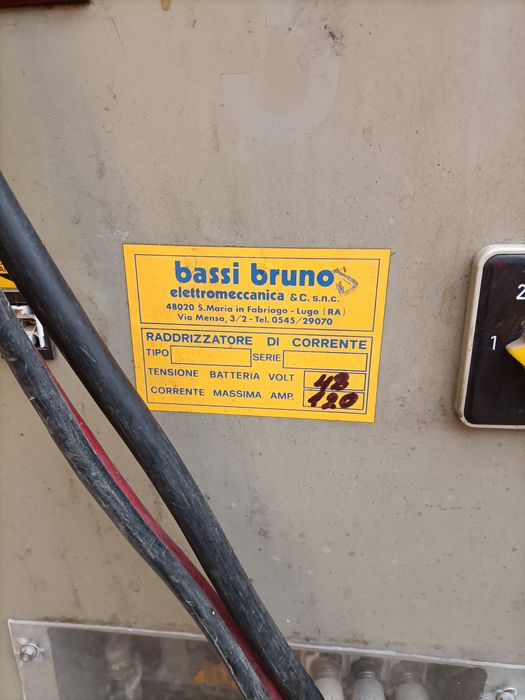 bassi bruno
elettromeccanica & C. s.n.c.
48020 S.Maria in Fabriago - Lugo (RA)
Via Mensa, 3/2 - Tel. 0545/29070
RADDRIZZATORE DI CORRENTE
TIPO SERIE
TENSIONE BATTERIA VOLT 48
CORRENTE MASSIMA AMP. 120
2
1